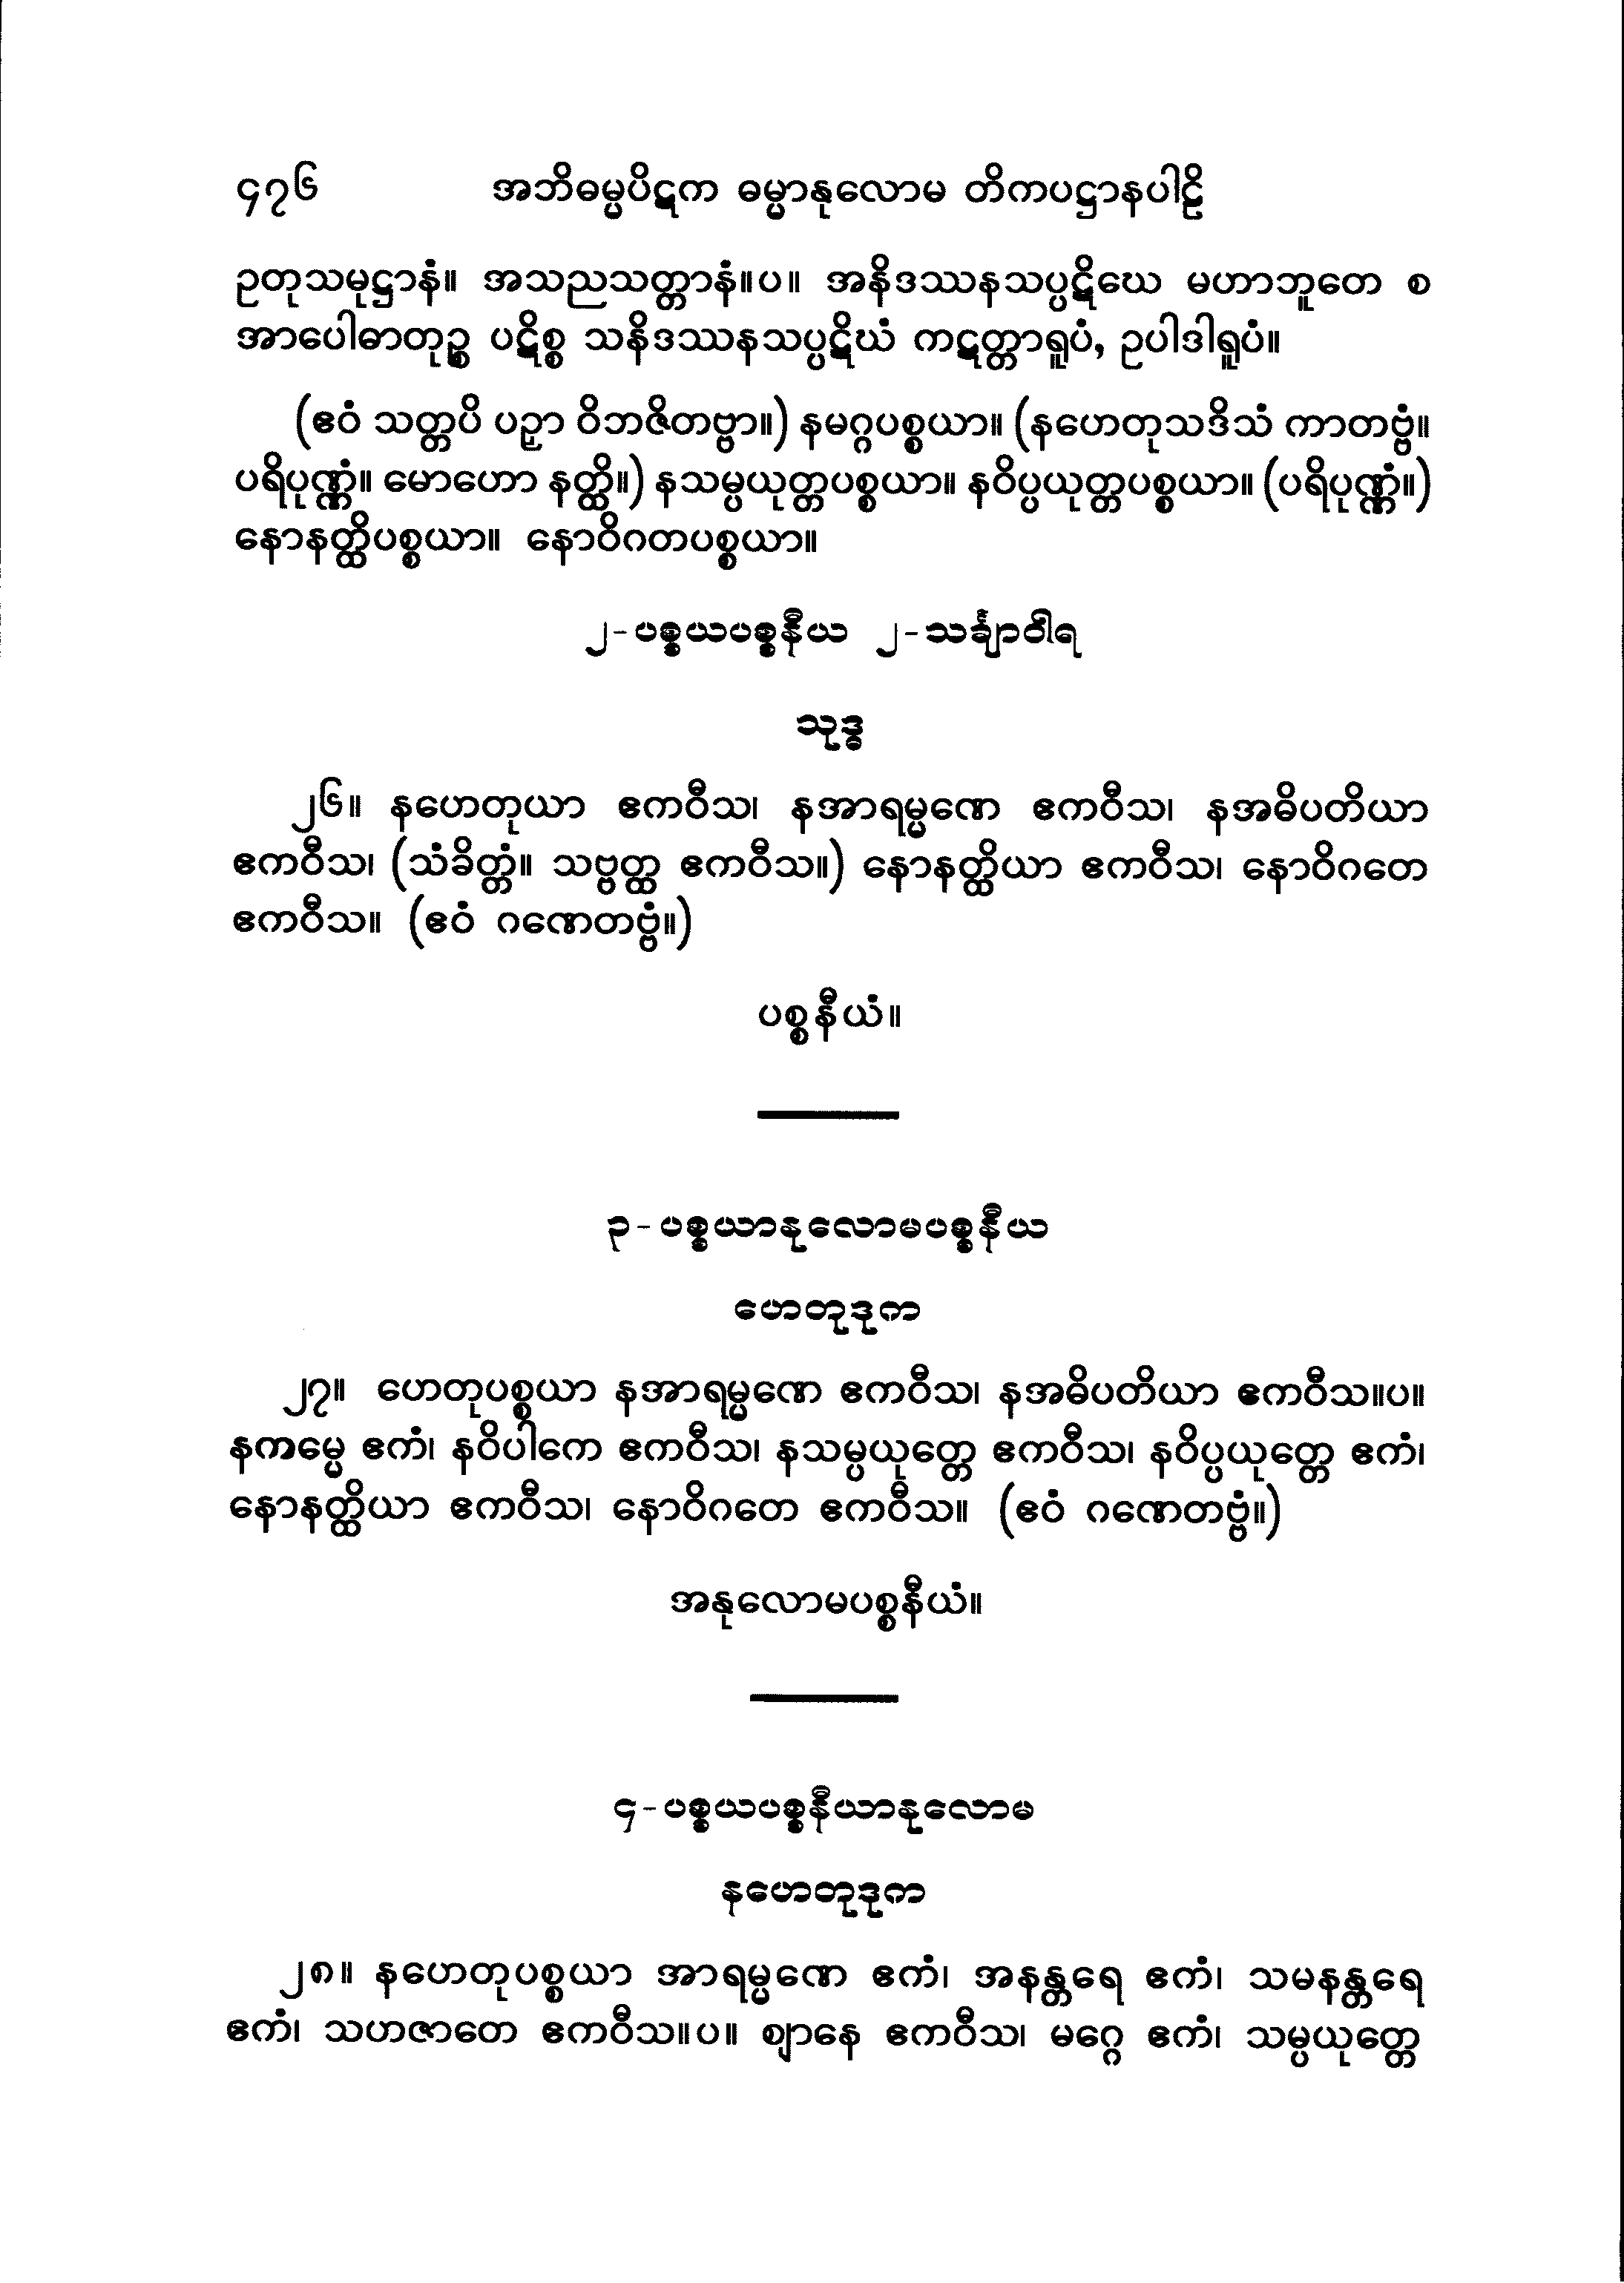 ၄၇၆ အဘိဓမ္မပိဋက ဓမ္မာနုလောမ တိကပဋ္ဌာနပါဠိ
ဥတုသမုဋ္ဌာနံ။ အသညသတ္တာနံ။ပ။ အနိဒဿနသပ္ပဋိဃေ မဟာဘူတေ စ
အာပေါဓာတုဉ္စ ပဋိစ္စ သနိဒဿနသပ္ပဋိဃံ ကဋတ္တာရူပံ, ဥပါဒါရူပံ။
(ဧဝံ သတ္တပိ ပဉှာ ဝိဘဇိတဗ္ဗာ။) နမဂ္ဂပစ္စယာ။ (နဟေတုသဒိသံ ကာတဗ္ဗံ။
ပရိပုဏ္ဏံ။ မောဟော နတ္ထိ။) နသမ္ပယုတ္တပစ္စယာ။ နဝိပ္ပယုတ္တပစ္စယာ။ (ပရိပုဏ္ဏံ။)
နောနတ္ထိပစ္စယာ။ နောဝိဂတပစ္စယာ။
၂-ပစ္စယပစ္စနီယ ၂-သင်္ချာဝါရ
သုဒ္ဓ
၂၆။ နဟေတုယာ ဧကဝီသ၊ နအာရမ္မဏေ ဧကဝီသ၊ နအဓိပတိယာ
ဧကဝီသ၊ (သံခိတ္တံ။ သဗ္ဗတ္ထ ဧကဝီသ။) နောနတ္ထိယာ ဧကဝီသ၊ နောဝိဂတေ
ဧကဝီသ။ (ဧဝံ ဂဏေတဗ္ဗံ။)
ပစ္စနီယံ။
၃-ပစ္စယာနုလောမပစ္စနီယ
ဟေတုဒုက
၂၇။ ဟေတုပစ္စယာ နအာရမ္မဏေ ဧကဝီသ၊ နအဓိပတိယာ ဧကဝီသ။ပ။
နကမ္မေ ဧကံ၊ နဝိပါကေ ဧကဝီသ၊ နသမ္ပယုတ္တေ ဧကဝီသ၊ နဝိပ္ပယုတ္တေ ဧကံ၊
နောနတ္ထိယာ ဧကဝီသ၊ နောဝိဂတေ ဧကဝီသ။ (ဧဝံ ဂဏေတဗ္ဗံ။)
အနုလောမပစ္စနီယံ။
၄-ပစ္စယပစ္စနီယာနုလောမ
နဟေတုဒုက
၂၈။ နဟေတုပစ္စယာ အာရမ္မဏေ ဧကံ၊ အနန္တရေ ဧကံ၊ သမနန္တရေ
ဧကံ၊ သဟဇာတေ ဧကဝီသ။ပ။ ဈာနေ ဧကဝီသ၊ မဂ္ဂေ ဧကံ၊ သမ္ပယုတ္တေ